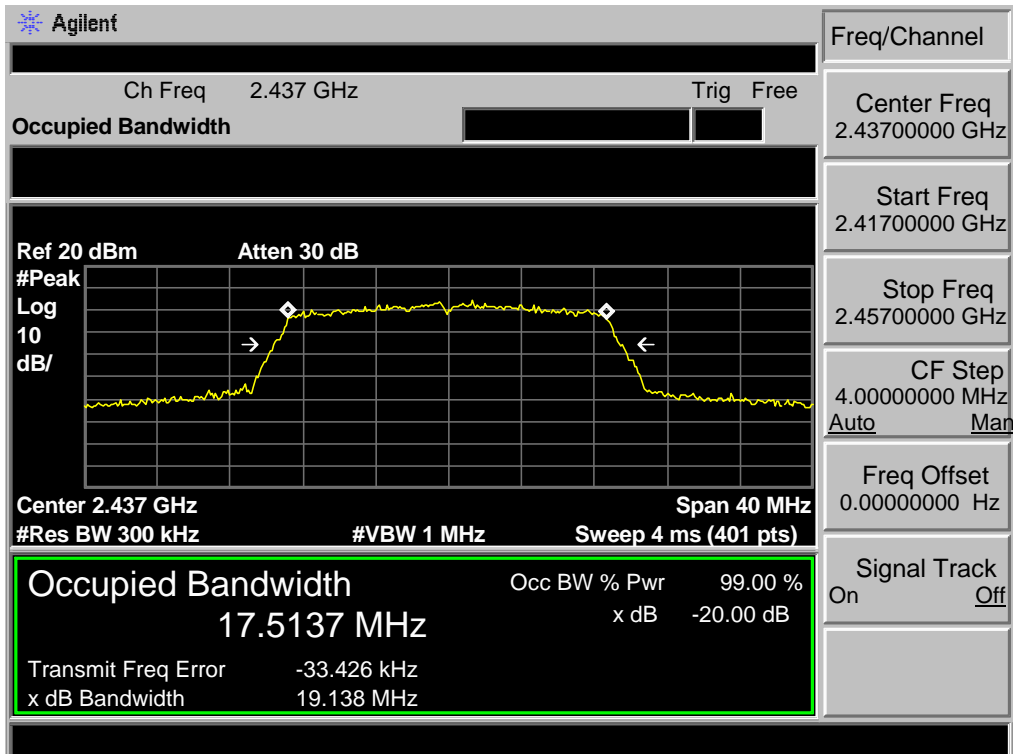 Agilent
Freq/Channel
Ch Freq 2.437 GHz Trig Free
Occupied Bandwidth
Center Freq
2.43700000 GHz
Start Freq
2.41700000 GHz
Stop Freq
2.45700000 GHz
CF Step
4.00000000 MHz
Auto Man
Freq Offset
0.00000000 Hz
Signal Track
On Off
Ref 20 dBm Atten 30 dB
#Peak
Log
10
dB/
Center 2.437 GHz Span 40 MHz
#Res BW 300 kHz #VBW 1 MHz Sweep 4 ms (401 pts)
Occupied Bandwidth
17.5137 MHz
Occ BW % Pwr 99.00 %
x dB -20.00 dB
Transmit Freq Error -33.426 kHz
x dB Bandwidth 19.138 MHz